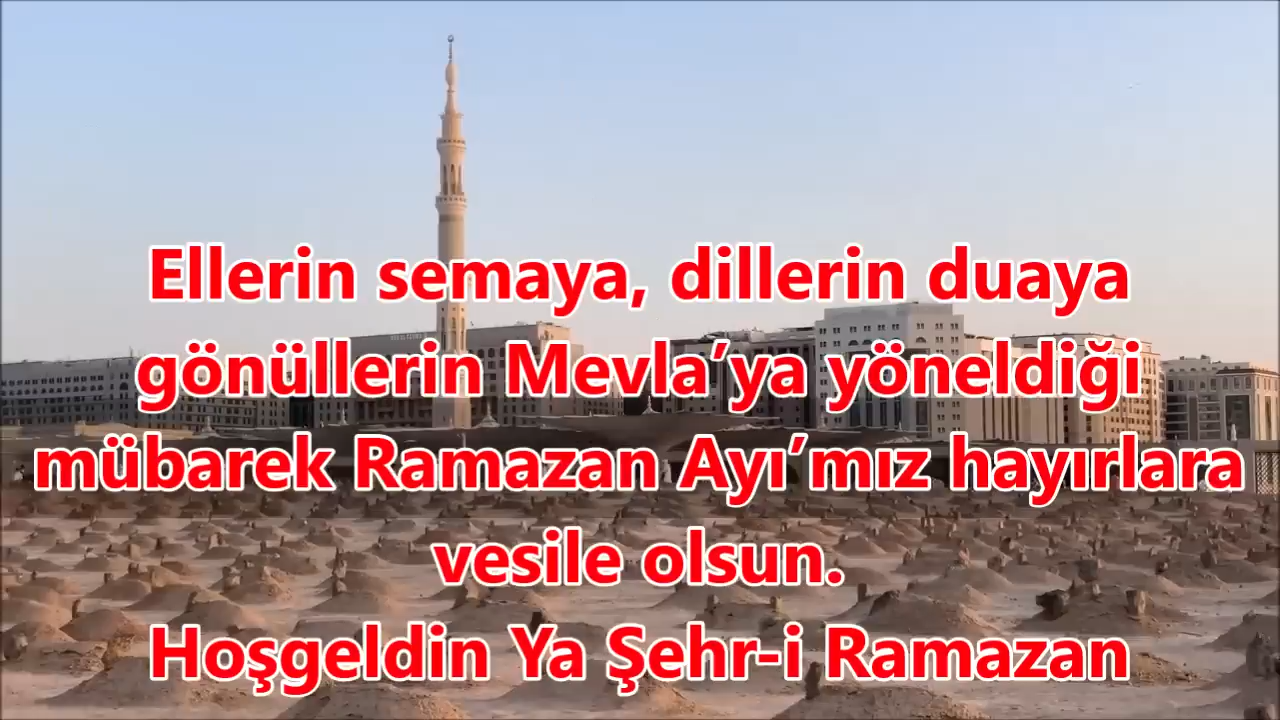 Ellerin semaya, dillerin duaya
gönüllerin Mevla’ya yöneldiği
mübarek Ramazan Ayı’mız hayırlara
vesile olsun.
Hoşgeldin Ya Şehr-i Ramazan